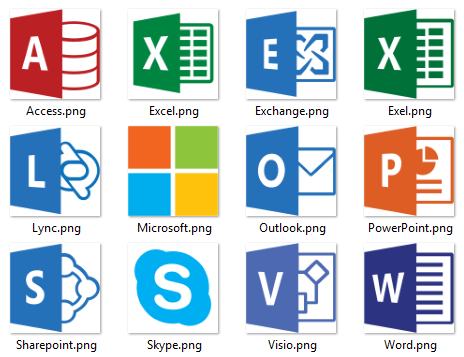 A X E X
Access.png Excel.png Exchange.png Exel.png
L O P
Lync.png Microsoft.png Outlook.png PowerPoint.png
S S V W
Sharepoint.png Skype.png Visio.png Word.png